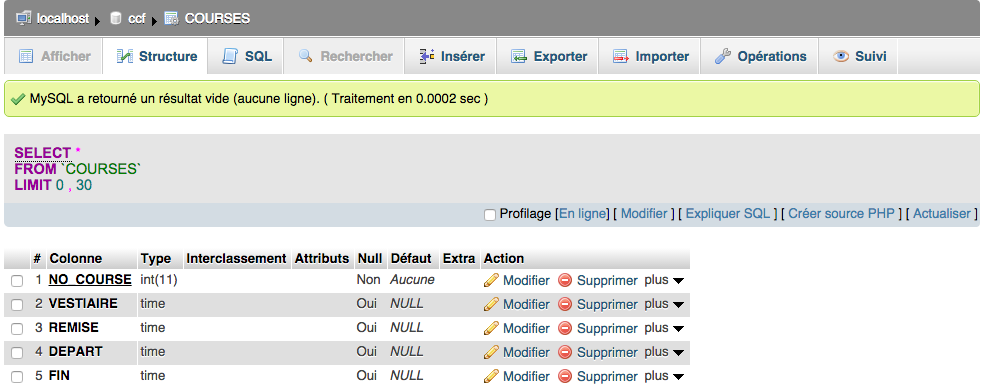 localhost ccf COURSES
Afficher Structure SQL Rechercher Insérer Exporter Importer Opérations Suivi
MySQL a retourné un résultat vide (aucune ligne). ( Traitement en 0.0002 sec )
SELECT *
FROM `COURSES`
LIMIT 0 , 30
Profilage [En ligne] [ Modifier ] [ Expliquer SQL ] [ Créer source PHP ] [ Actualiser ]
# Colonne Type Interclassement Attributs Null Défaut Extra Action
1 NO_COURSE int(11) Non Aucune Modifier Supprimer plus
2 VESTIAIRE time Oui NULL Modifier Supprimer plus
3 REMISE time Oui NULL Modifier Supprimer plus
4 DEPART time Oui NULL Modifier Supprimer plus
5 FIN time Oui NULL Modifier Supprimer plus